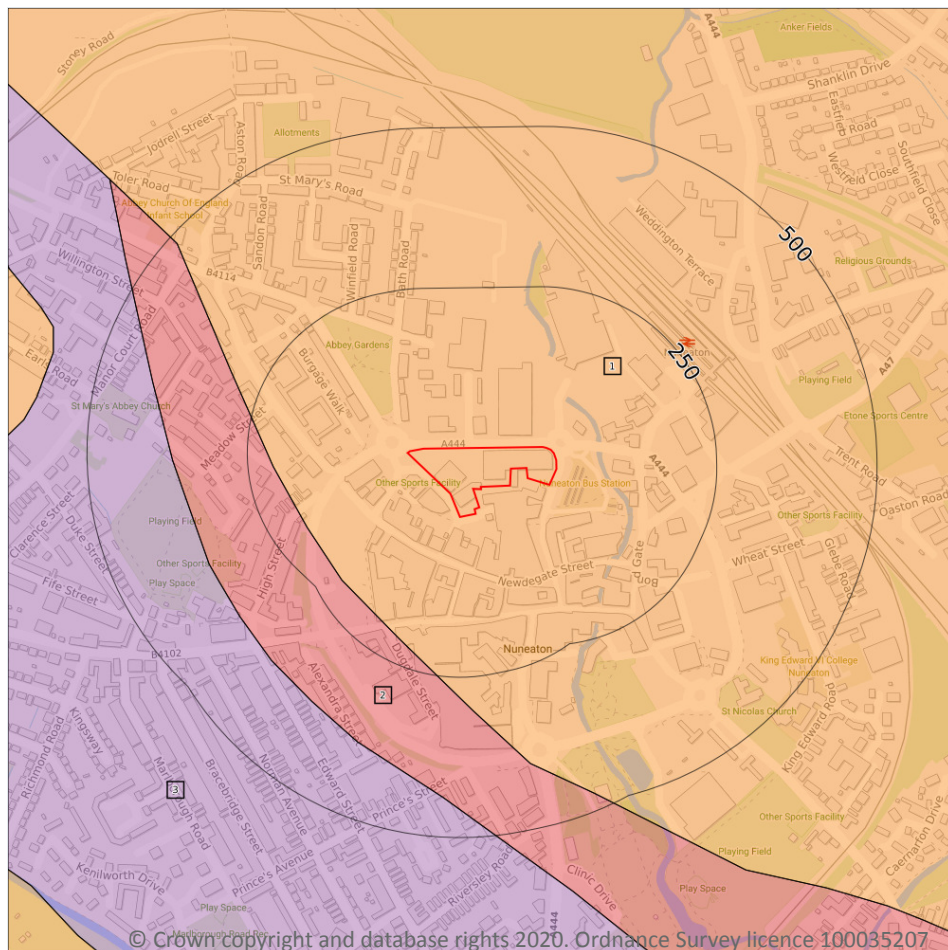 Stoney Road
A444
Anker Fields
Shanklin Drive
Eastfield Road
Westfield Close
Southfield Close
Jodrell Street
Aston Road
Allotments
Toler Road
St Mary's Road
Abbey Church Of England
Infant School
Sandon Road
Winfield Road
Bath Road
B4114
Weddington Terrace
500
Religious Grounds
Willington Street
Manor Court Road
Earls Road
Abbey Gardens
Burgage Walk
1
250
A47
Playing Field
St Mary's Abbey Church
Meadow Street
Etone Sports Centre
A444
A444
Trent Road
Other Sports Facility
Nuneaton Bus Station
Oaston Road
Clarence Street
Duke Street
Playing Field
Other Sports Facility
Play Space
High Street
Other Sports Facility
Wheat Street
Glebe Road
Fife Street
Newdegate Street
Bond Gate
B4102
Nuneaton
King Edward VI College
Nuneaton
Dugdale Street
Alexandra Street
2
St Nicolas Church
King Edward Road
Richmond Road
Kingsway
Marlborough Road
3
Bracebridge Street
Norman Avenue
Edward Street
Prince's Street
Prince's Avenue
Other Sports Facility
Playing Field
Caernarfon Drive
Kenilworth Drive
Riversley Road
Clinic Drive
Play Space
Play Space
Marlborough Road Rec
A444
© Crown copyright and database rights 2020. Ordnance Survey licence 100035207.